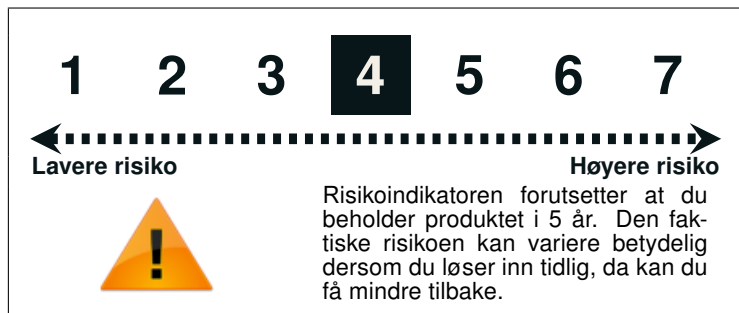 1 2 3 4 5 6 7
Lavere risiko Høyere risiko
Risikoindikatoren forutsetter at du
beholder produktet i 5 år. Den fak-
tiske risikoen kan variere betydelig
dersom du løser inn tidlig, da kan du
få mindre tilbake.